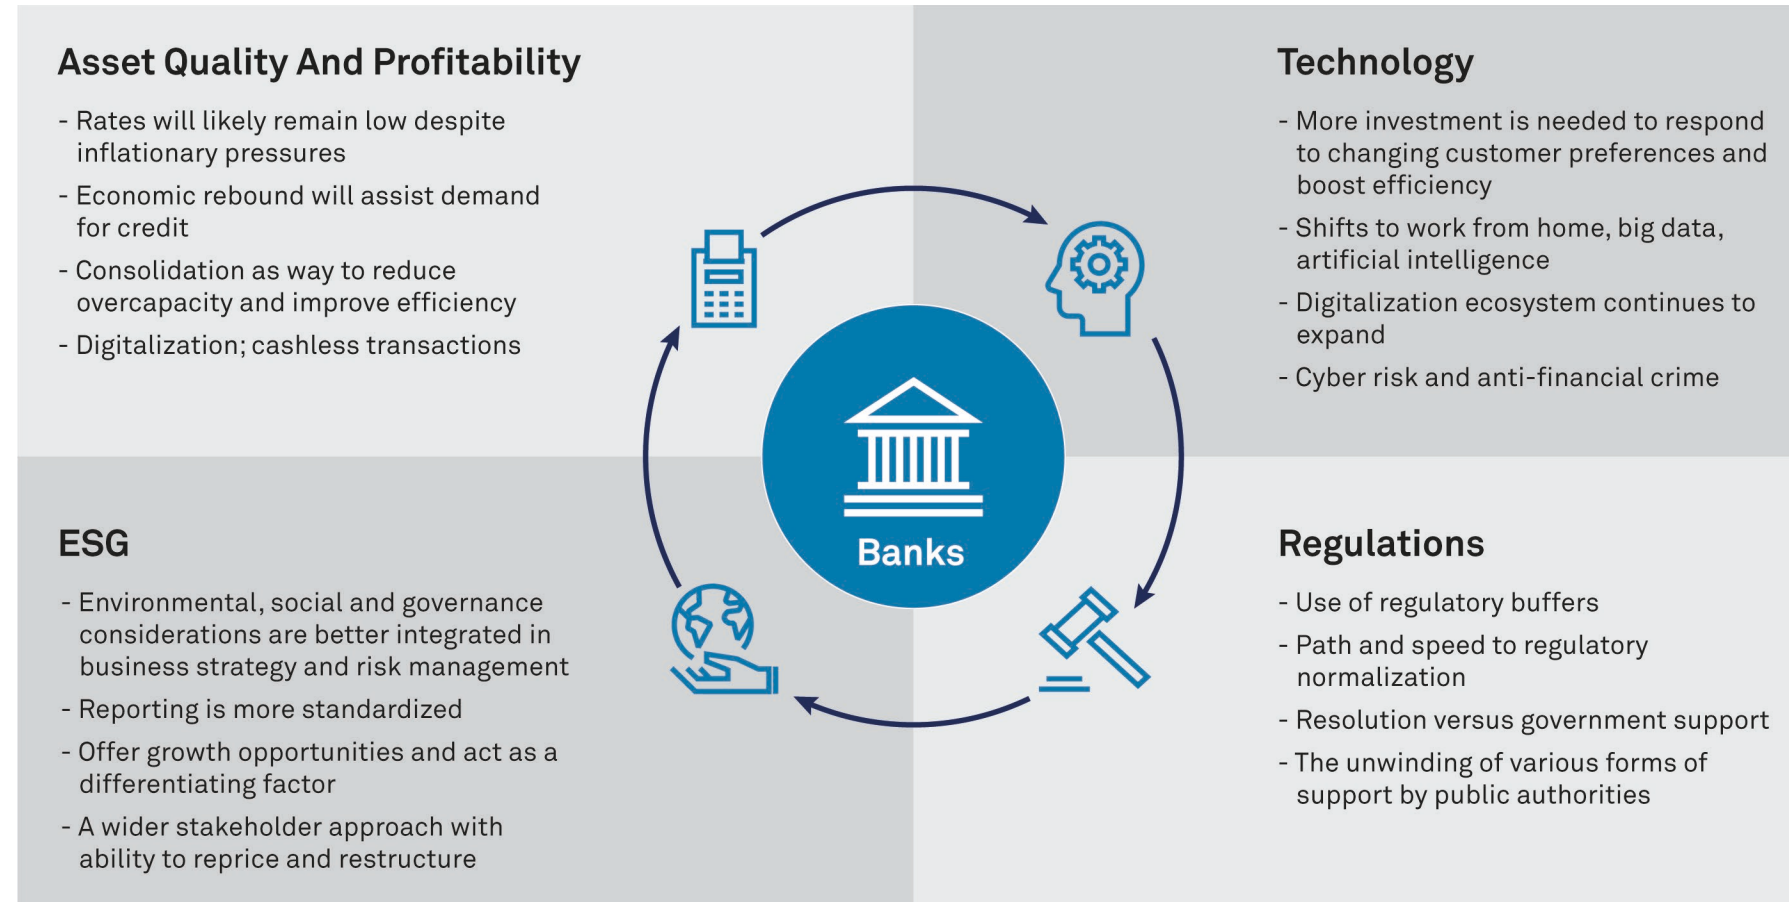 Asset Quality And Profitability
- Rates will likely remain low despite
inflationary pressures
- Economic rebound will assist demand
for credit
- Consolidation as way to reduce
overcapacity and improve efficiency
- Digitalization; cashless transactions
Technology
- More investment is needed to respond
to changing customer preferences and
boost efficiency
- Shifts to work from home, big data,
artificial intelligence
- Digitalization ecosystem continues to
expand
- Cyber risk and anti-financial crime
Banks
ESG
- Environmental, social and governance
considerations are better integrated in
business strategy and risk management
- Reporting is more standardized
- Offer growth opportunities and act as a
differentiating factor
- A wider stakeholder approach with
ability to reprice and restructure
Regulations
- Use of regulatory buffers
- Path and speed to regulatory
normalization
- Resolution versus government support
- The unwinding of various forms of
support by public authorities